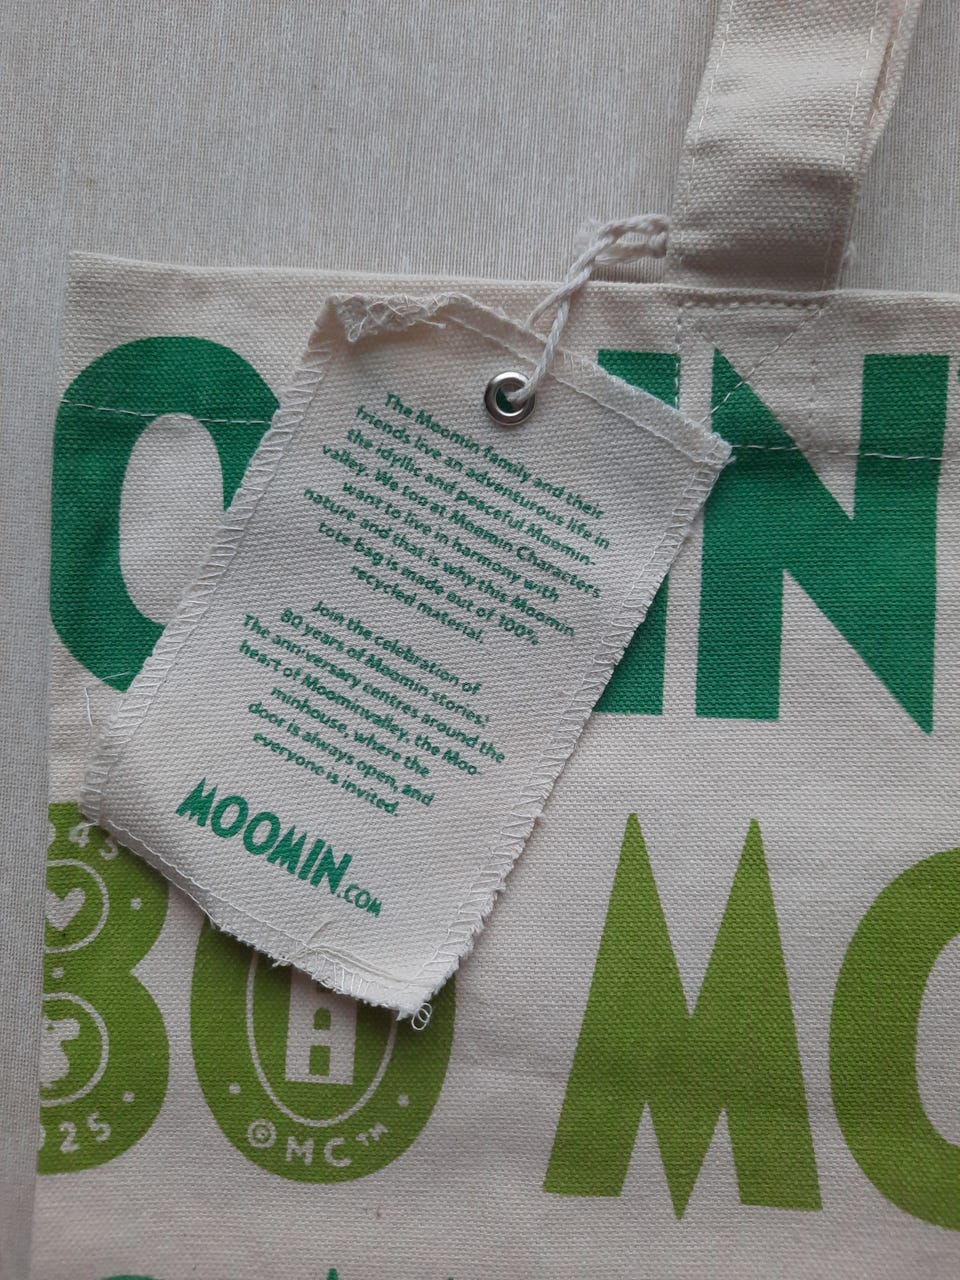 The Moomin family and their
friends live an adventurous life in
the idyllic and peaceful Moomin-
valley. We too at Moomin Characters
want to live in harmony with
nature and that is why this Moomin
tote bag is made out of 100%
recycled material.
Join the celebration of
80 years of Moomin stories!
The anniversary centres around the
heart of Moominvalley, the Moo-
minhouse, where the
door is always open, and
everyone is invited.
MOOMIN.COM
O IN
80 MO
©MC™